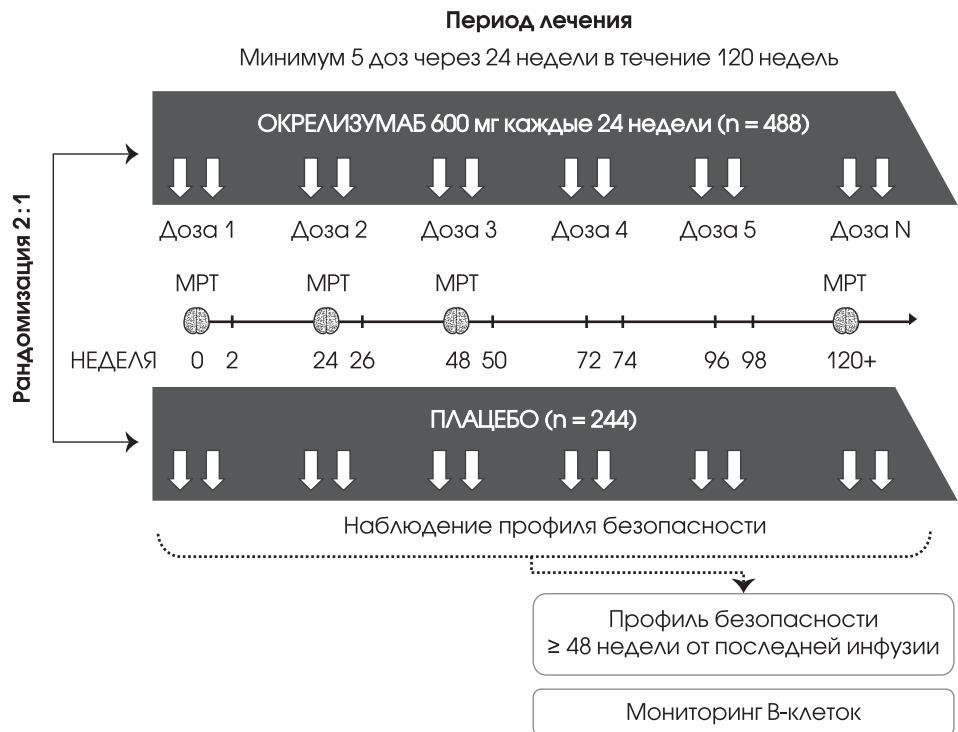 Период лечения
Минимум 5 доз через 24 недели в течение 120 недель
ОКРЕЛИЗУМАБ 600 мг каждые 24 недели (n = 488)
Доза 1 Доза 2 Доза 3 Доза 4 Доза 5 Доза N
Рандомизация 2:1
МРТ МРТ МРТ МРТ
НЕДЕЛЯ 0 2 24 26 48 50 72 74 96 98 120+
ПЛАЦЕБО (n = 244)
Наблюдение профиля безопасности
Профиль безопасности
≥ 48 недели от последней инфузии
Мониторинг В-клеток